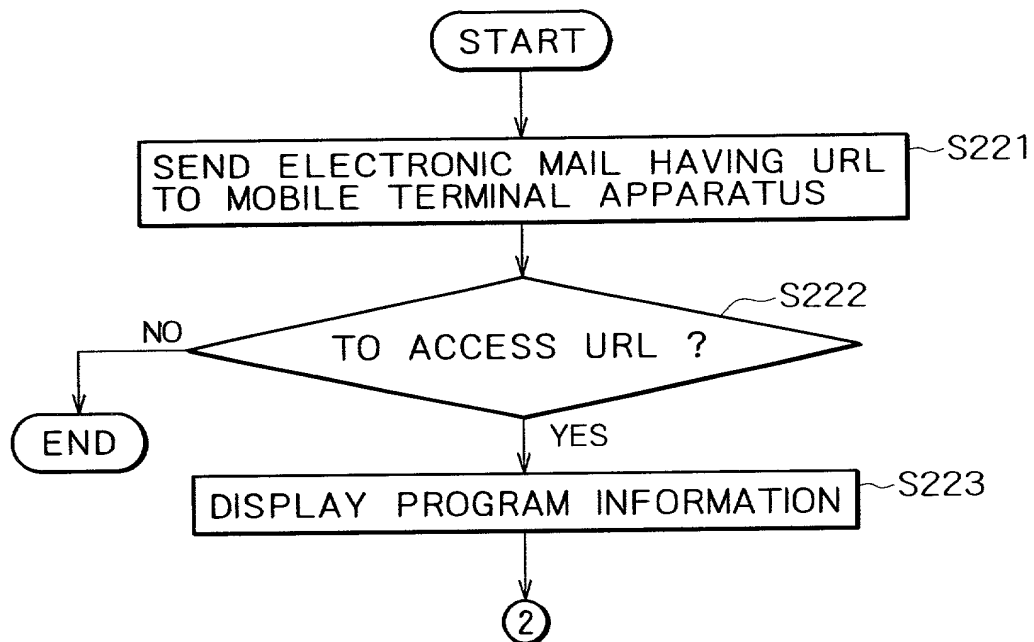 START
SEND ELECTRONIC MAIL HAVING URL
TO MOBILE TERMINAL APPARATUS
S221
S222
TO ACCESS URL ?
NO
END
YES
DISPLAY PROGRAM INFORMATION
S223
2